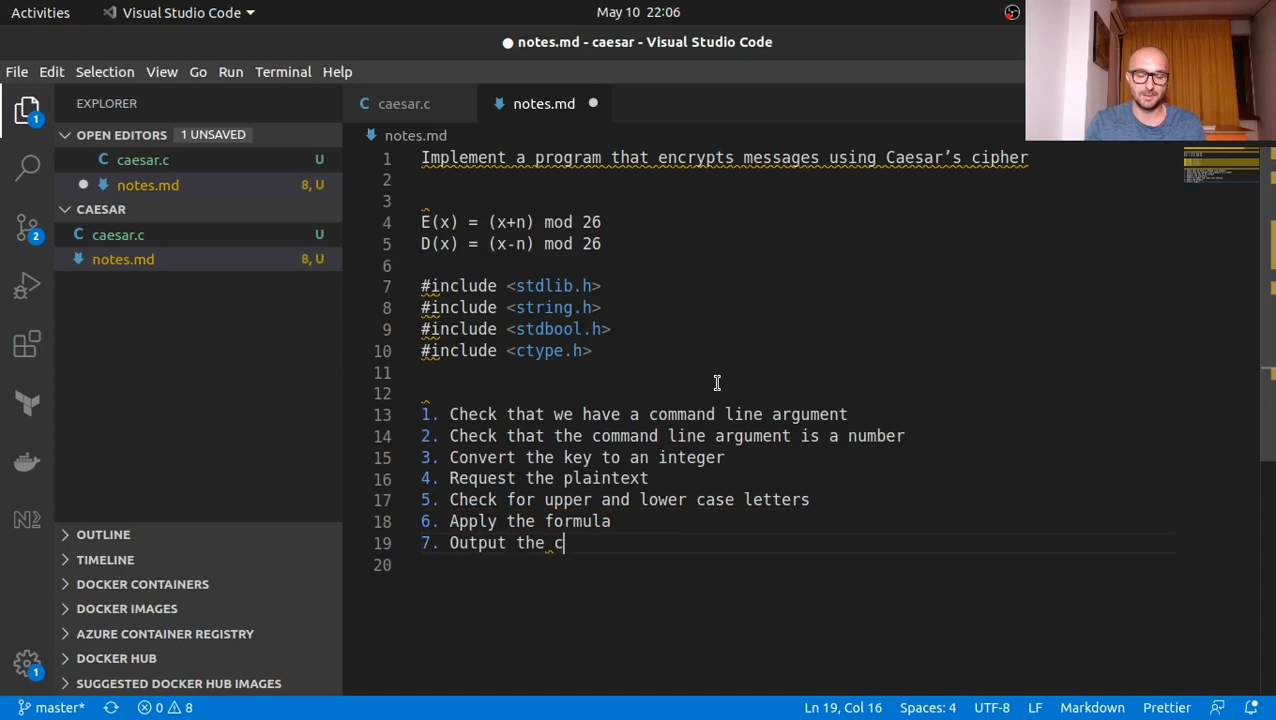 Activities
Visual Studio Code
May 10 22:06
● notes.md - caesar - Visual Studio Code
File Edit Selection View Go Run Terminal Help
EXPLORER
OPEN EDITORS 1 UNSAVED
caesar.c U
notes.md 8, U
CAESAR
caesar.c U
notes.md 8, U
OUTLINE
TIMELINE
DOCKER CONTAINERS
DOCKER IMAGES
AZURE CONTAINER REGISTRY
DOCKER HUB
SUGGESTED DOCKER HUB IMAGES
1
2
N2
1
C caesar.c
notes.md
notes.md
1 Implement a program that encrypts messages using Caesar’s cipher
2
3
4 E(x) = (x+n) mod 26
5 D(x) = (x-n) mod 26
6
7 #include <stdlib.h>
8 #include <string.h>
9 #include <stdbool.h>
10 #include <ctype.h>
11
12
13 1. Check that we have a command line argument
14 2. Check that the command line argument is a number
15 3. Convert the key to an integer
16 4. Request the plaintext
17 5. Check for upper and lower case letters
18 6. Apply the formula
19 7. Output the c
20
master* 0 8 Ln 19, Col 16 Spaces: 4 UTF-8 LF Markdown Prettier